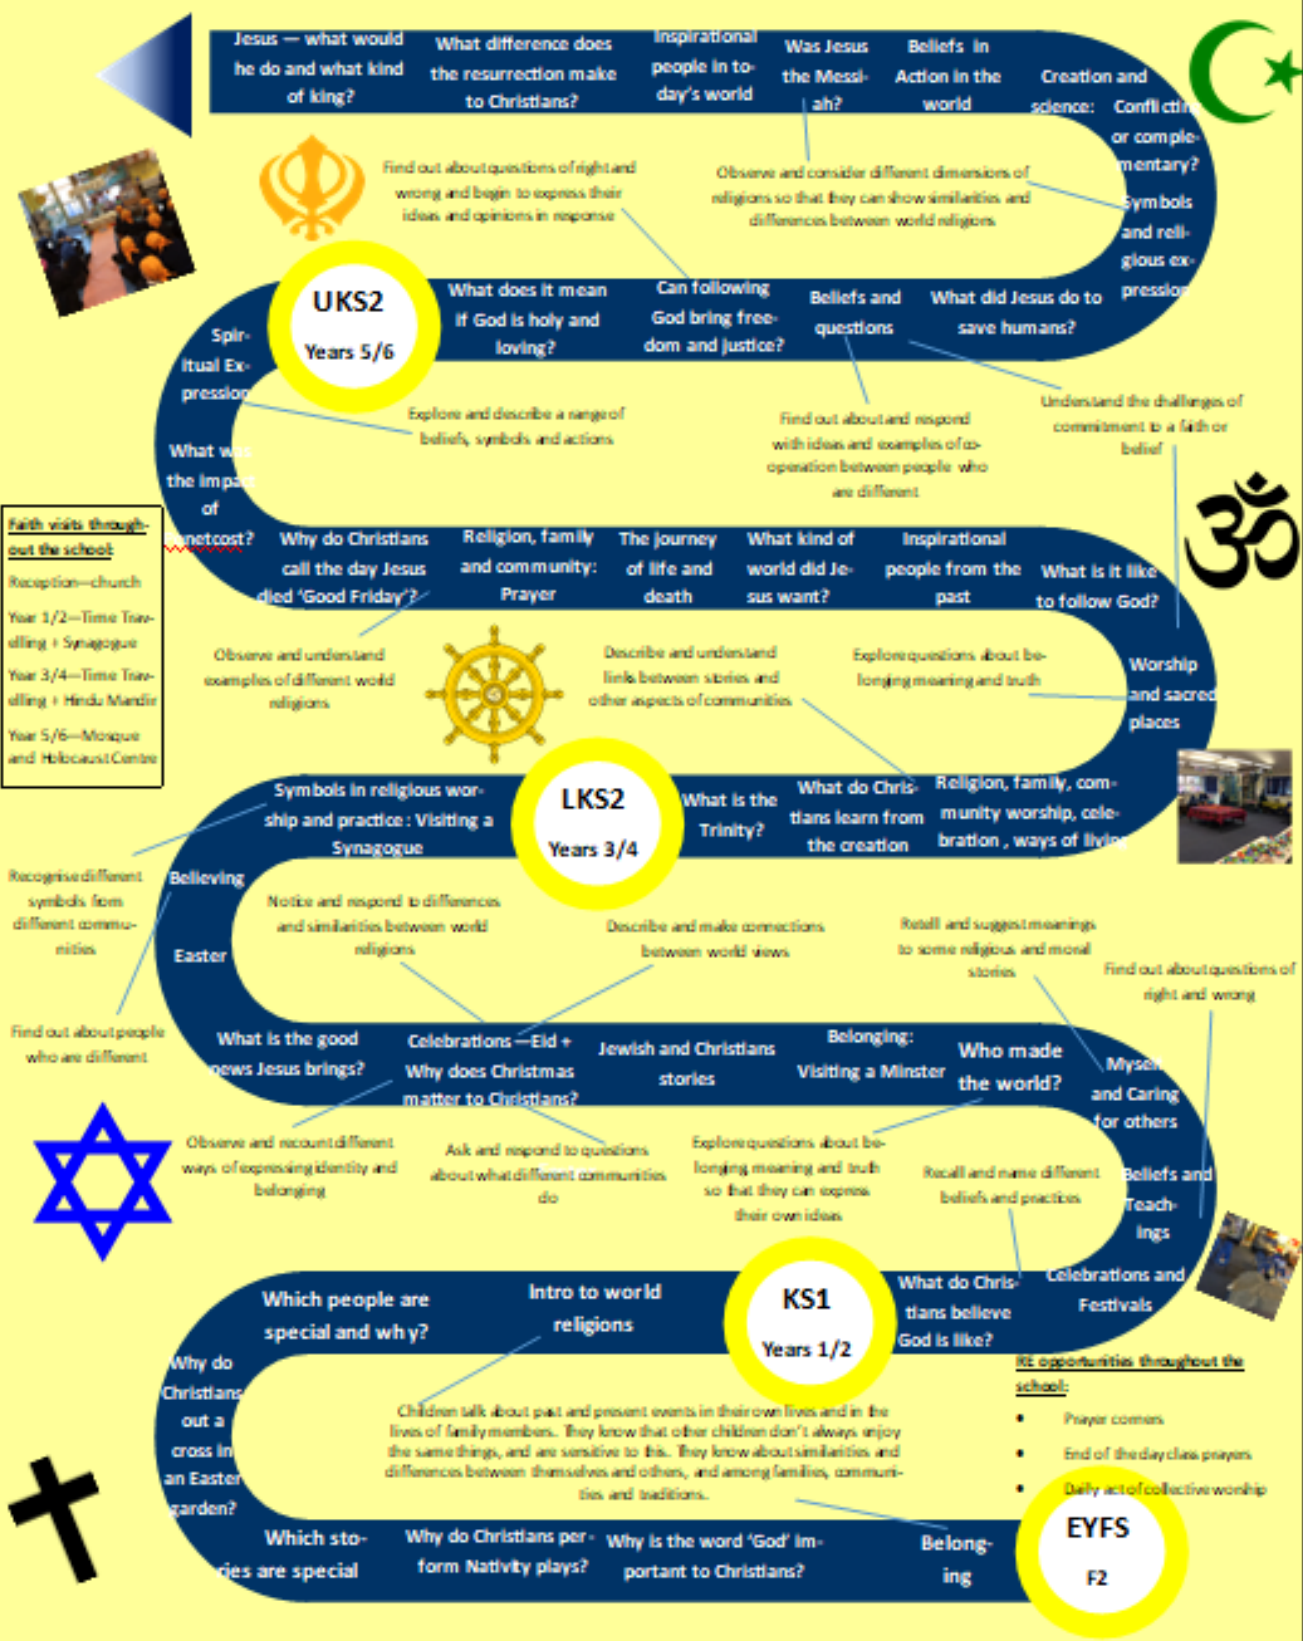 Jesus — what would
he do and what kind
of king?
What difference does
the resurrection make
to Christians?
Inspirational
people in to-
day's world
Was Jesus
the Messi-
ah?
Beliefs in
Action in the
world
Creation and
science: Conflicting
or comple-
mentary?
Symbols
and reli-
gious ex-
pression
Find out about questions of right and
wrong and begin to express their
ideas and opinions in response
Observe and consider different dimensions of
religions so that they can show similarities and
differences between world religions
UKS2
Years 5/6
What does it mean
if God is holy and
loving?
Can following
God bring free-
dom and justice?
Beliefs and
questions
What did Jesus do to
save humans?
Spir-
itual Ex-
pression
What was
the impact
of
netcost?
Explore and describe a range of
beliefs, symbols and actions
Find out about and respond
with ideas and examples of co-
operation between people who
are different
Understand the challenges of
commitment to a faith or
belief
Faith visits through-
out the school:
Reception—church
Year 1/2—Time Trav-
elling + Synagogue
Year 3/4—Time Trav-
elling + Hindu Mandir
Year 5/6—Mosque
and Holocaust Centre
Why do Christians
call the day Jesus
died 'Good Friday'?
Religion, family
and community:
Prayer
The journey
of life and
death
What kind of
world did Je-
sus want?
Inspirational
people from the
past
What is it like
to follow God?
Worship
and sacred
places
Observe and understand
examples of different world
religions
Describe and understand
links between stories and
other aspects of communities
Explore questions about be-
longing meaning and truth
Symbols in religious wor-
ship and practice : Visiting a
Synagogue
LKS2
Years 3/4
What is the
Trinity?
What do Chris-
tians learn from
the creation
Religion, family, com-
munity worship, cele-
bration , ways of living
Believing
Easter
Recognise different
symbols from
different commu-
nities
Find out about people
who are different
Notice and respond to differences
and similarities between world
religions
Describe and make connections
between world views
Retell and suggest meanings
to some religious and moral
stories
Find out about questions of
right and wrong
What is the good
news Jesus brings?
Celebrations —Eid +
Why does Christmas
matter to Christians?
Jewish and Christians
stories
Belonging:
Visiting a Minster
Who made
the world?
Myself
and Caring
for others
Beliefs and
Teach-
ings
Celebrations and
Festivals
Observe and recount different
ways of expressing identity and
belonging
Ask and respond to questions
about what different communities
do
Explore questions about be-
longing, meaning and truth
so that they can express
their own ideas
Recall and name different
beliefs and practices
Which people are
special and why?
Intro to world
religions
KS1
Years 1/2
What do Chris-
tians believe
God is like?
Why do
Christians
out a
cross in
an Easter
garden?
Children talk about past and present events in their own lives and in the
lives of family members. They know that other children don't always enjoy
the same things, and are sensitive to this. They know about similarities and
differences between themselves and others, and among families, communi-
ties and traditions.
RE opportunities throughout the
school:
• Prayer corners
• End of the day class prayers
• Daily act of collective worship
Which sto-
ries are special
Why do Christians per-
form Nativity plays?
Why is the word 'God' im-
portant to Christians?
Belong-
ing
EYFS
F2